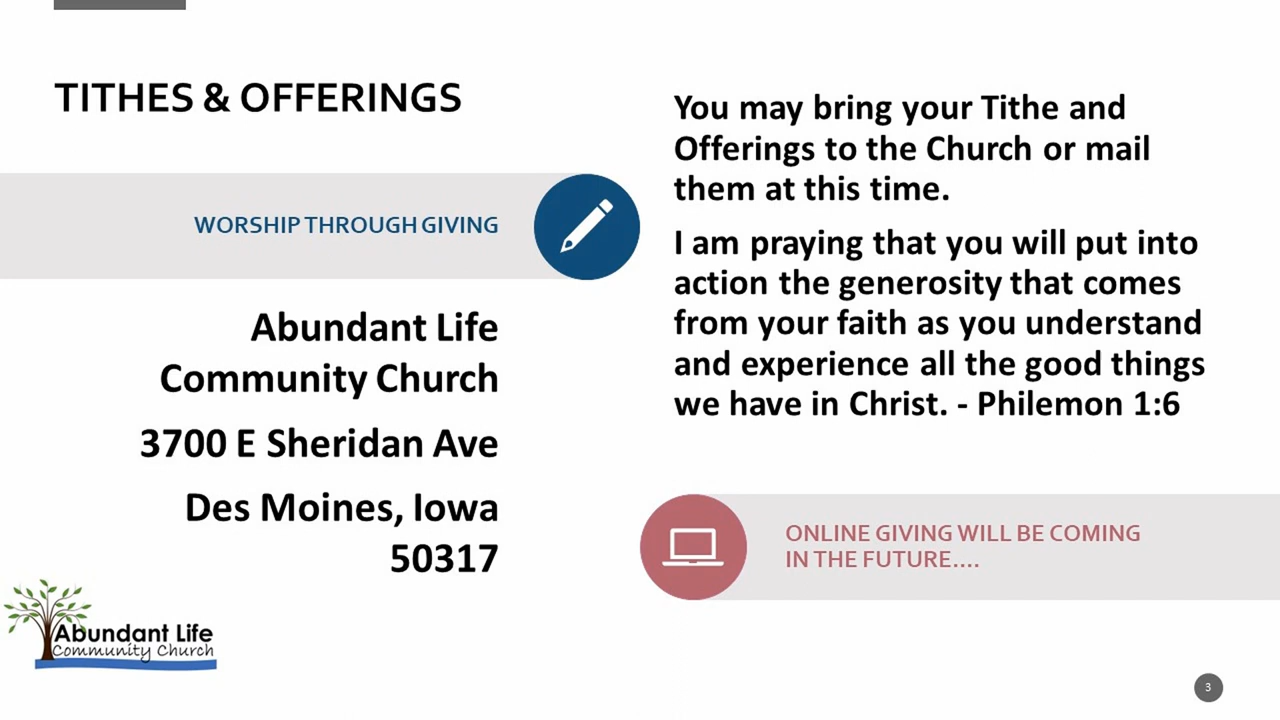 TITHES & OFFERINGS
WORSHIP THROUGH GIVING
Abundant Life
Community Church
3700 E Sheridan Ave
Des Moines, Iowa
50317
You may bring your Tithe and
Offerings to the Church or mail
them at this time.
I am praying that you will put into
action the generosity that comes
from your faith as you understand
and experience all the good things
we have in Christ. - Philemon 1:6
ONLINE GIVING WILL BE COMING
IN THE FUTURE....
Abundant Life
Community Church
3